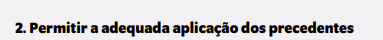 2. Permitir a adequada aplicação dos precedentes